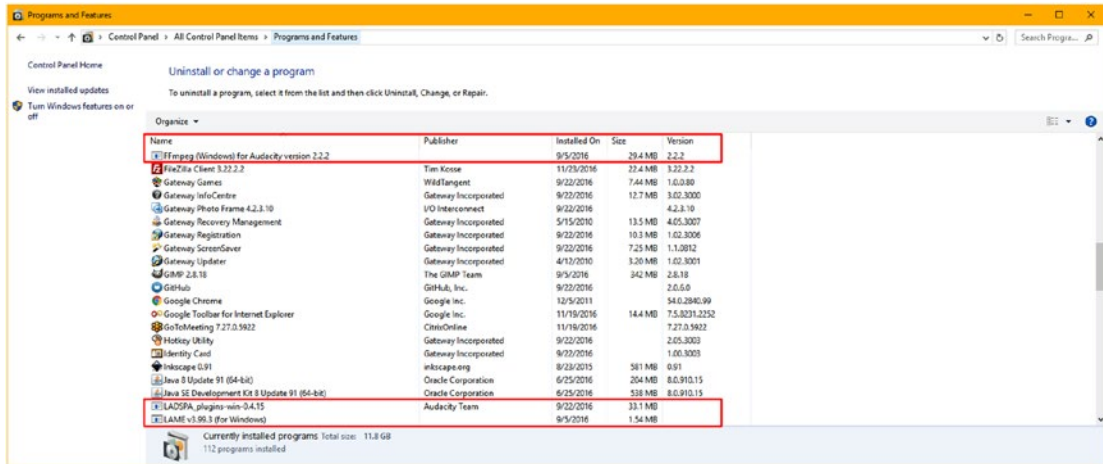 Programs and Features
Control Panel > All Control Panel Items > Programs and Features
Search Progra...
Control Panel Home
View installed updates
Turn Windows features on or off
Uninstall or change a program
To uninstall a program, select it from the list and then click Uninstall, Change, or Repair.
Organize
Name Publisher Installed On Size Version
FFmpeg (Windows) for Audacity version 2.2.2 9/5/2016 29.4 MB 2.2.2
FileZilla Client 3.22.2.2 Tim Kosse 11/23/2016 22.4 MB 3.22.2.2
Gateway Games WildTangent 9/22/2016 7.44 MB 1.0.0.80
Gateway InfoCentre Gateway Incorporated 9/22/2016 12.7 MB 3.02.3000
Gateway Photo Frame 4.2.3.10 I/O Interconnect 9/22/2016 4.2.3.10
Gateway Recovery Management Gateway Incorporated 5/15/2010 13.5 MB 4.05.3007
Gateway Registration Gateway Incorporated 9/22/2016 10.3 MB 1.02.3006
Gateway ScreenSaver Gateway Incorporated 9/22/2016 7.25 MB 1.1.0812
Gateway Updater Gateway Incorporated 4/12/2010 3.20 MB 1.02.3001
GIMP 2.8.18 The GIMP Team 9/5/2016 342 MB 2.8.18
GitHub GitHub, Inc. 9/22/2016 2.0.6.0
Google Chrome Google Inc. 12/5/2011 54.0.2840.99
Google Toolbar for Internet Explorer Google Inc. 11/19/2016 14.4 MB 7.5.8231.2252
GoToMeeting 7.27.0.5922 CitrixOnline 11/19/2016 7.27.0.5922
Hotkey Utility Gateway Incorporated 9/22/2016 2.05.3003
Identity Card Gateway Incorporated 9/22/2016 1.00.3003
Inkscape 0.91 inkscape.org 8/23/2015 581 MB 0.91
Java 8 Update 91 (64-bit) Oracle Corporation 6/25/2016 204 MB 8.0.910.15
Java SE Development Kit 8 Update 91 (64-bit) Oracle Corporation 6/25/2016 538 MB 8.0.910.15
LADSPA_plugins-win-0.4.15 Audacity Team 9/22/2016 33.1 MB
LAME v3.99.3 (for Windows) 9/5/2016 1.54 MB
Currently installed programs Total size: 11.8 GB
112 programs installed